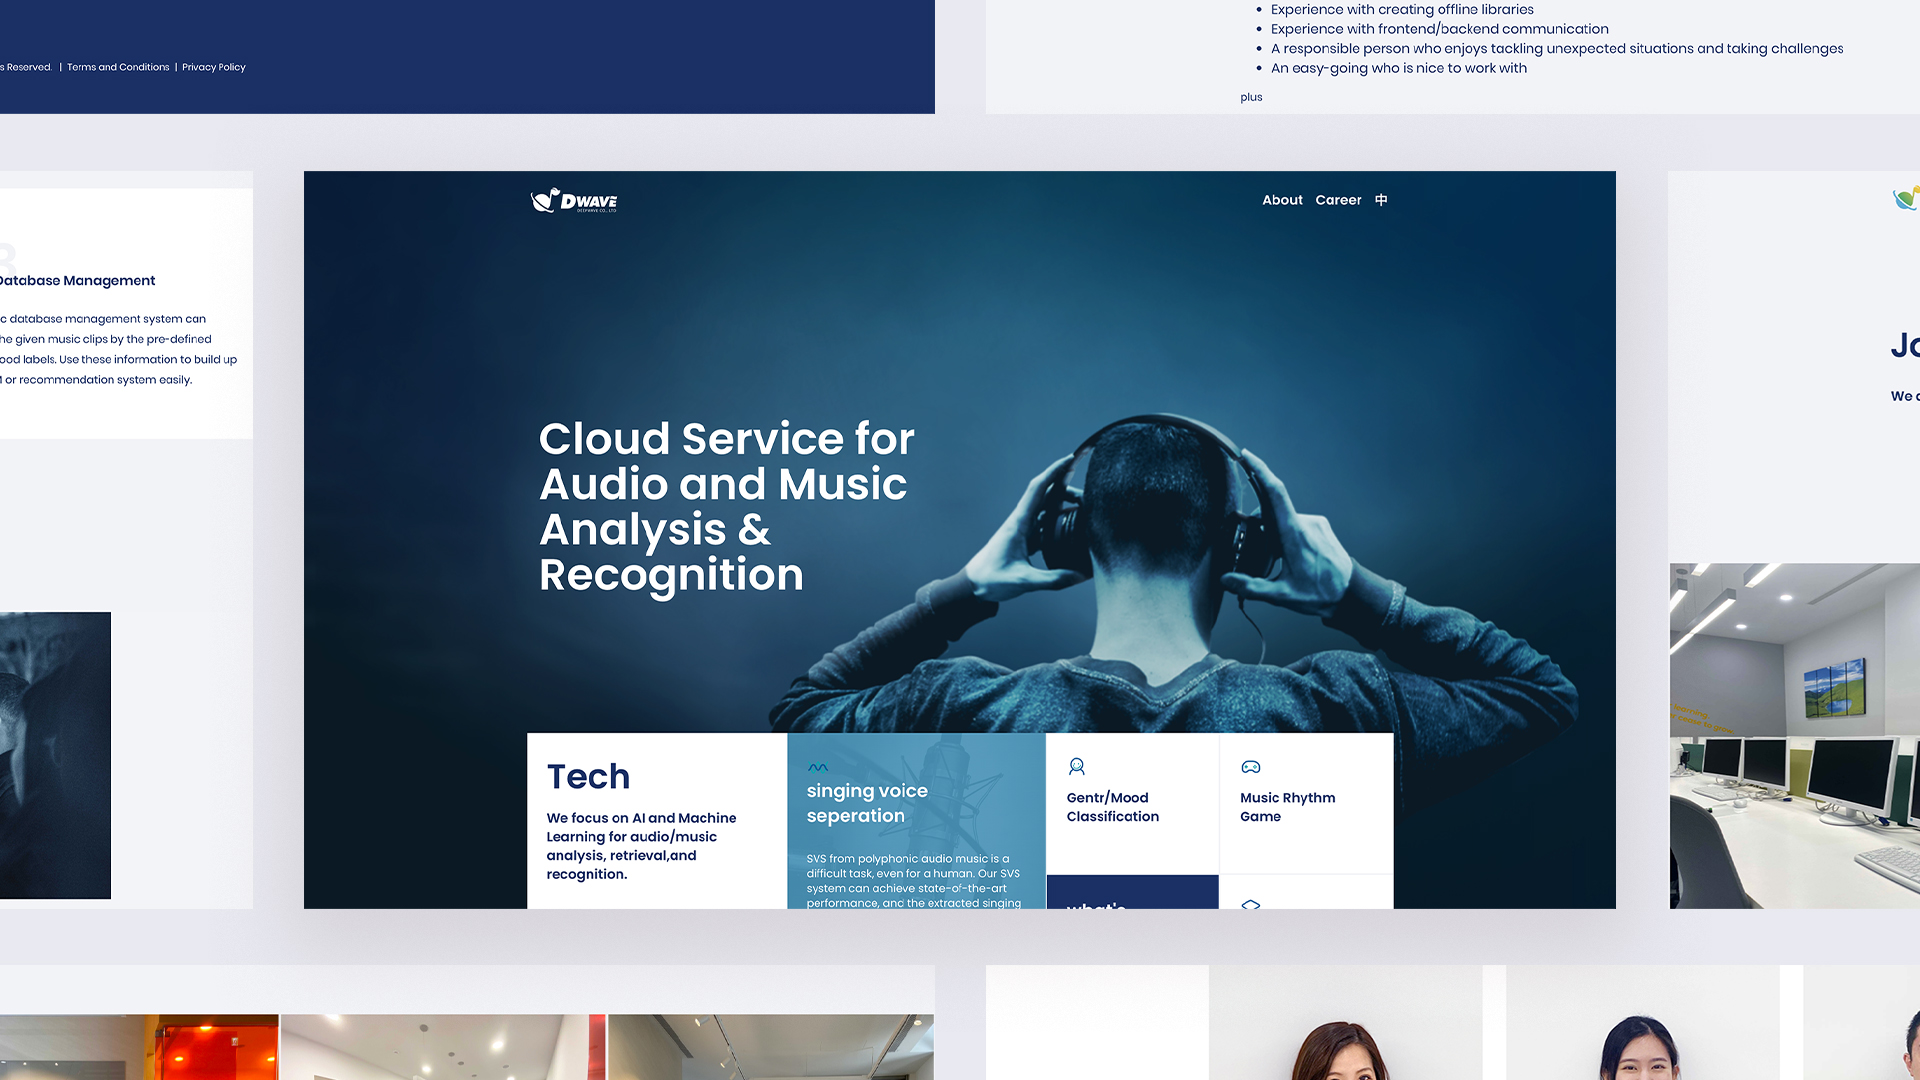 s Reserved. | Terms and Conditions | Privacy Policy
Experience with creating offline libraries
Experience with frontend/backend communication
A responsible person who enjoys tackling unexpected situations and taking challenges
An easy-going who is nice to work with
plus
Database Management
c database management system can
he given music clips by the pre-defined
ood labels. Use these information to build up
or recommendation system easily.
DWAVE
DEEPWAVE CO., LTD
About Career 中
Cloud Service for
Audio and Music
Analysis &
Recognition
Tech
We focus on AI and Machine
Learning for audio/music
analysis, retrieval,and
recognition.
singing voice
seperation
SVS from polyphonic audio music is a
difficult task, even for a human. Our SVS
system can achieve state-of-the-art
performance, and the extracted singing
Gentr/Mood
Classification
Music Rhythm
Game
what's
Jo
We